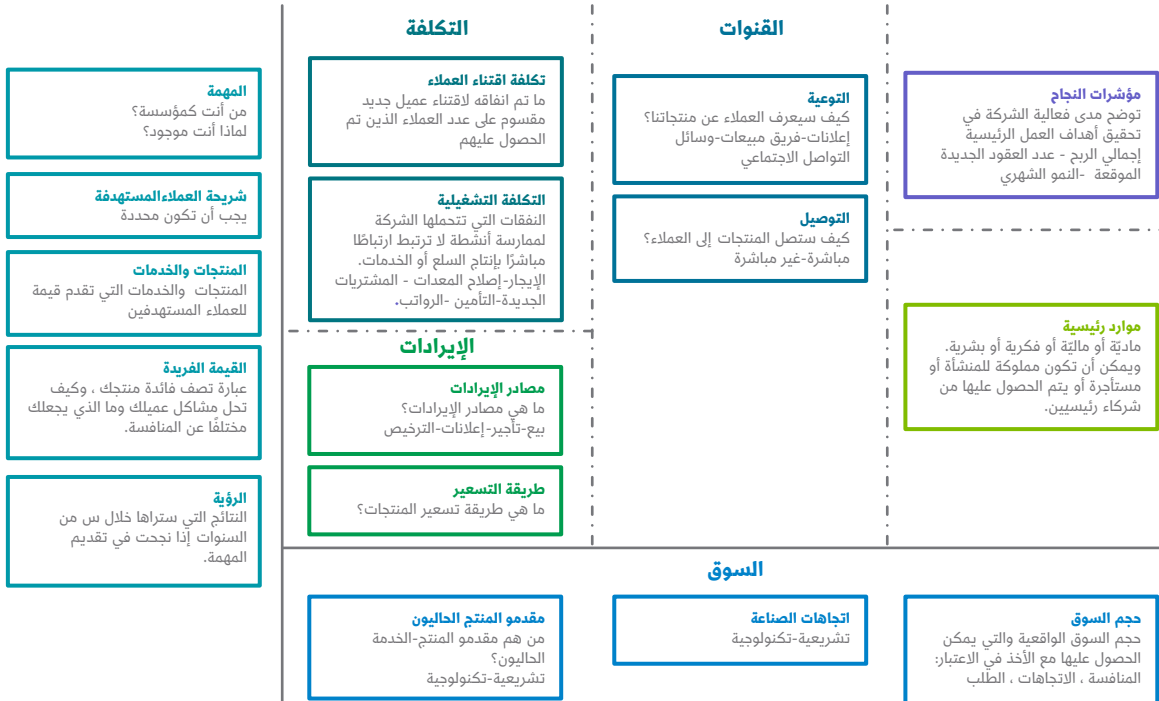 مؤشرات النجاح
توضح مدى فعالية الشركة في
تحقيق أهداف العمل الرئيسية
إجمالي الربح - عدد العقود الجديدة
الموقعة -النمو الشهري
موارد رئيسية
ماديّة أو ماليّة أو فكرية أو بشرية.
ويمكن أن تكون مملوكة للمنشأة أو
مستأجرة أو يتم الحصول عليها من
شركاء رئيسيين.
القنوات
التوعية
كيف سيعرف العملاء عن منتجاتنا؟
إعلانات-فريق مبيعات-وسائل
التواصل الاجتماعي
التوصيل
كيف ستصل المنتجات إلى العملاء؟
مباشرة-غير مباشرة
التكلفة
تكلفة اقتناء العملاء
ما تم انفاقه لاقتناء عميل جديد
مقسوم على عدد العملاء الذين تم
الحصول عليهم
التكلفة التشغيلية
النفقات التي تتحملها الشركة
لممارسة أنشطة لا ترتبط ارتباطًا
مباشرًا بإنتاج السلع أو الخدمات.
الإيجار-إصلاح المعدات - المشتريات
الجديدة-التأمين -الرواتب.
الإيرادات
مصادر الإيرادات
ما هي مصادر الإيرادات؟
بيع-تأجير-إعلانات-الترخيص
طريقة التسعير
ما هي طريقة تسعير المنتجات؟
المهمة
من أنت كمؤسسة؟
لماذا أنت موجود؟
شريحة العملاءالمستهدفة
يجب أن تكون محددة
المنتجات والخدمات
المنتجات والخدمات التي تقدم قيمة
للعملاء المستهدفين
القيمة الفريدة
عبارة تصف فائدة منتجك ، وكيف
تحل مشاكل عميلك وما الذي يجعلك
مختلفًا عن المنافسة.
الرؤية
النتائج التي ستراها خلال س من
السنوات إذا نجحت في تقديم
المهمة.
السوق
حجم السوق
حجم السوق الواقعية والتي يمكن
الحصول عليها مع الأخذ في الاعتبار:
المنافسة ، الاتجاهات ، الطلب
اتجاهات الصناعة
تشريعية-تكنولوجية
مقدمو المنتج الحاليون
من هم مقدمو المنتج-الخدمة
الحاليون؟
تشريعية-تكنولوجية